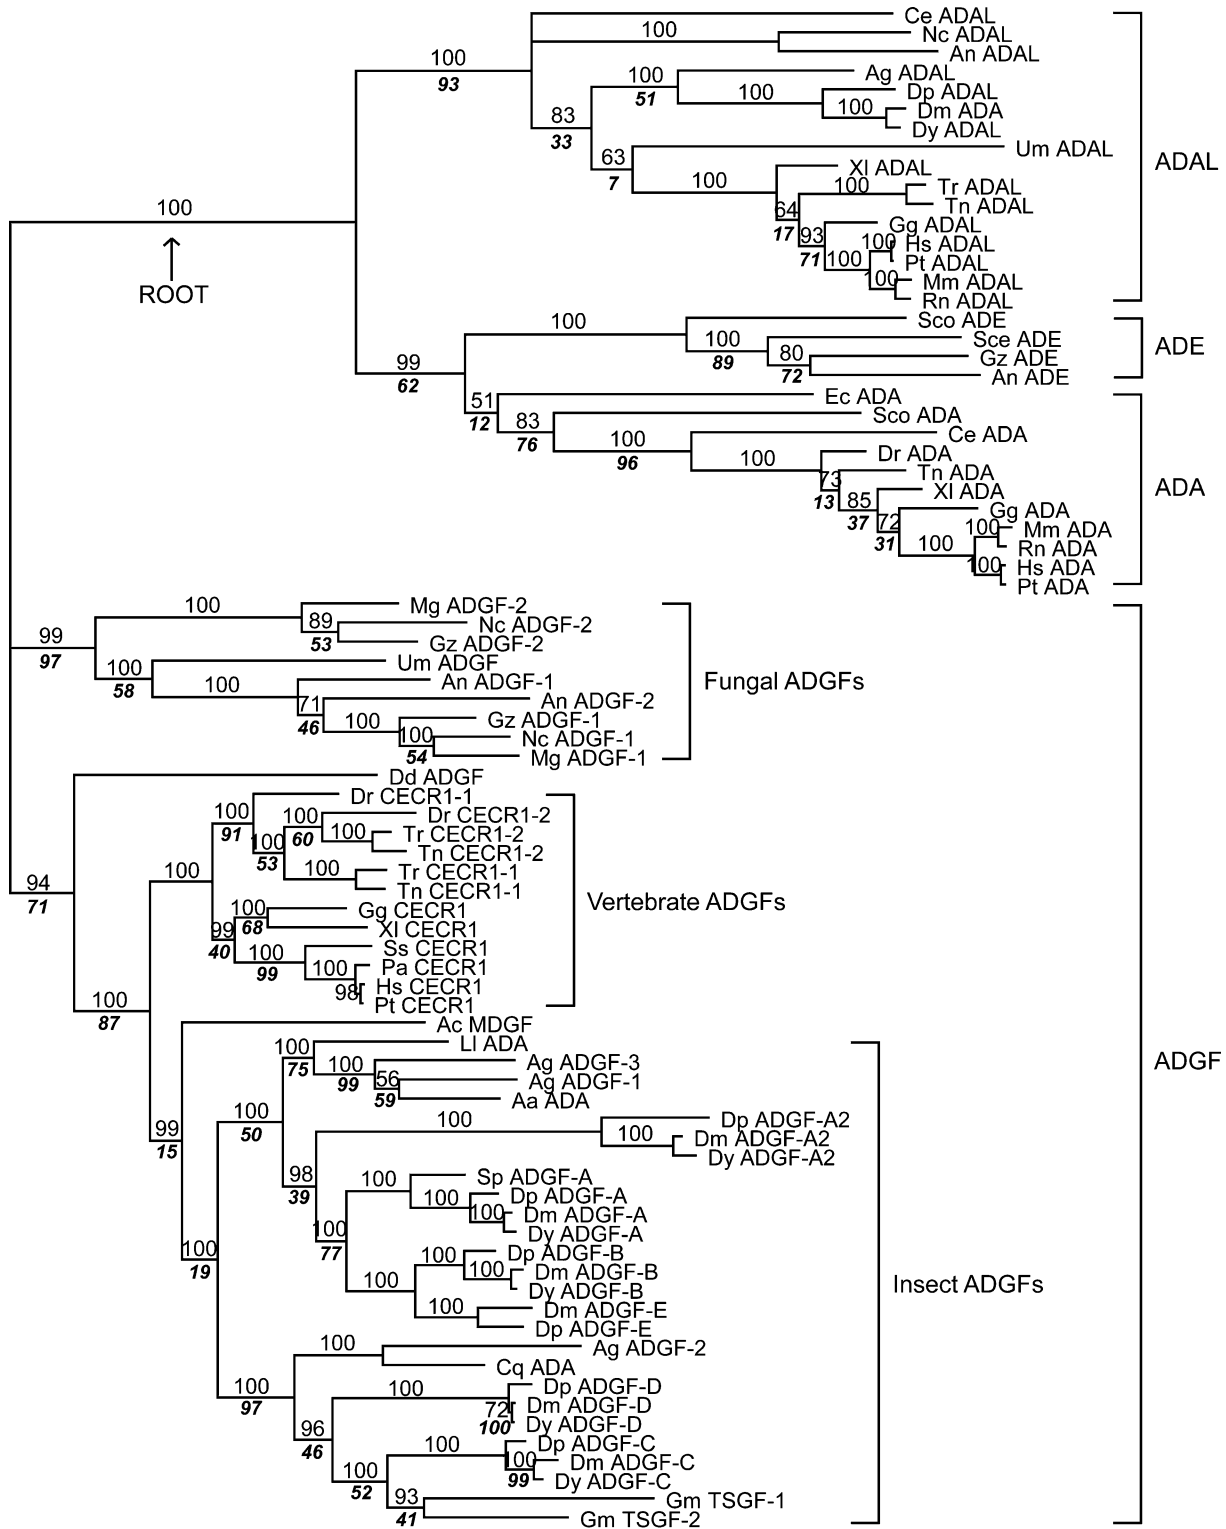 Ce ADAL
100
Nc ADAL
An ADAL
100
93
Ag ADAL
100
51
Dp ADAL
100
Dm ADA
100
Dy ADAL
83
33
Um ADAL
63
7
ADAL
Xl ADAL
100
Tr ADAL
100
Tn ADAL
64
17
Gg ADAL
93
71
100
Hs ADAL
Pt ADAL
100
100
Mm ADAL
Rn ADAL
100
ROOT
Sco ADE
100
Sce ADE
100
89
Gz ADE
80
72
An ADE
ADE
99
62
Ec ADA
51
12
Sco ADA
83
76
Ce ADA
100
96
Dr ADA
100
Tn ADA
73
13
Xl ADA
85
37
Gg ADA
72
31
100
Mm ADA
Rn ADA
100
100
Hs ADA
Pt ADA
ADA
Mg ADGF-2
100
Nc ADGF-2
89
53
Gz ADGF-2
99
97
Um ADGF
100
58
An ADGF-1
100
An ADGF-2
71
46
Gz ADGF-1
100
Nc ADGF-1
100
54
Mg ADGF-1
Fungal ADGFs
Dd ADGF
Dr CECR1-1
100
91
Dr CECR1-2
100
60
Tr CECR1-2
100
Tn CECR1-2
100
53
Tr CECR1-1
100
Tn CECR1-1
94
71
100
Vertebrate ADGFs
Gg CECR1
100
68
Xl CECR1
99
40
Ss CECR1
100
99
Pa CECR1
100
Hs CECR1
98
Pt CECR1
100
87
Ac MDGF
Ll ADA
100
75
Ag ADGF-3
100
99
Ag ADGF-1
56
59
Aa ADA
ADGF
100
50
Dp ADGF-A2
100
Dm ADGF-A2
100
Dy ADGF-A2
99
15
98
39
Sp ADGF-A
100
Dp ADGF-A
100
Dm ADGF-A
100
Dy ADGF-A
100
77
Dp ADGF-B
100
Dm ADGF-B
100
Dy ADGF-B
100
Dm ADGF-E
100
Dp ADGF-E
100
19
Insect ADGFs
Ag ADGF-2
100
Cq ADA
100
97
Dp ADGF-D
100
Dm ADGF-D
72
100
Dy ADGF-D
96
46
Dp ADGF-C
100
Dm ADGF-C
100
99
Dy ADGF-C
100
52
Gm TSGF-1
93
41
Gm TSGF-2